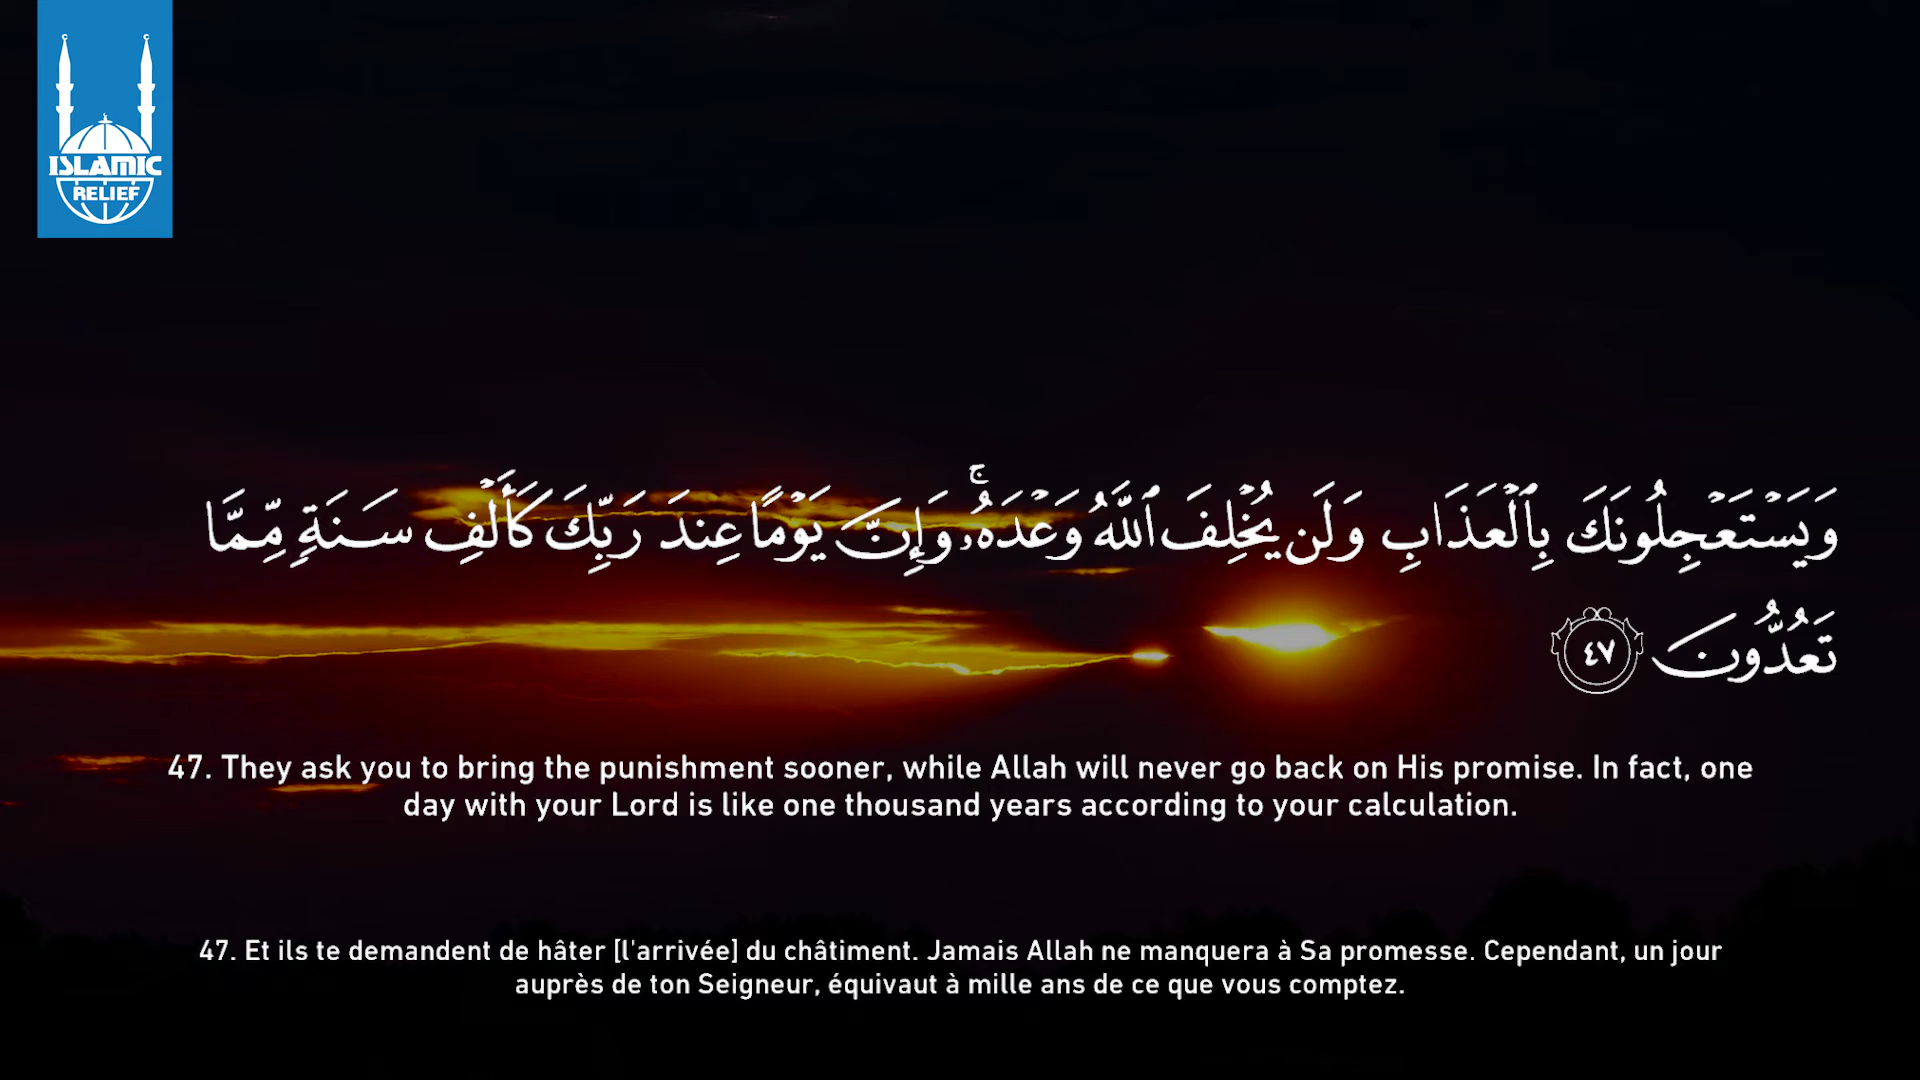 ISLAMIC
RELIEF
وَيَسۡتَعۡجِلُونَكَ بِٱلۡعَذَابِ وَلَن يُخۡلِفَ ٱللَّهُ وَعۡدَهُۥۚ وَإِنَّ يَوۡمًا عِندَ رَبِّكَ كَأَلۡفِ سَنَةٖ مِّمَّا
تَعُدُّونَ ٤٧
47. They ask you to bring the punishment sooner, while Allah will never go back on His promise. In fact, one
day with your Lord is like one thousand years according to your calculation.
47. Et ils te demandent de hâter [l'arrivée] du châtiment. Jamais Allah ne manquera à Sa promesse. Cependant, un jour
auprès de ton Seigneur, équivaut à mille ans de ce que vous comptez.